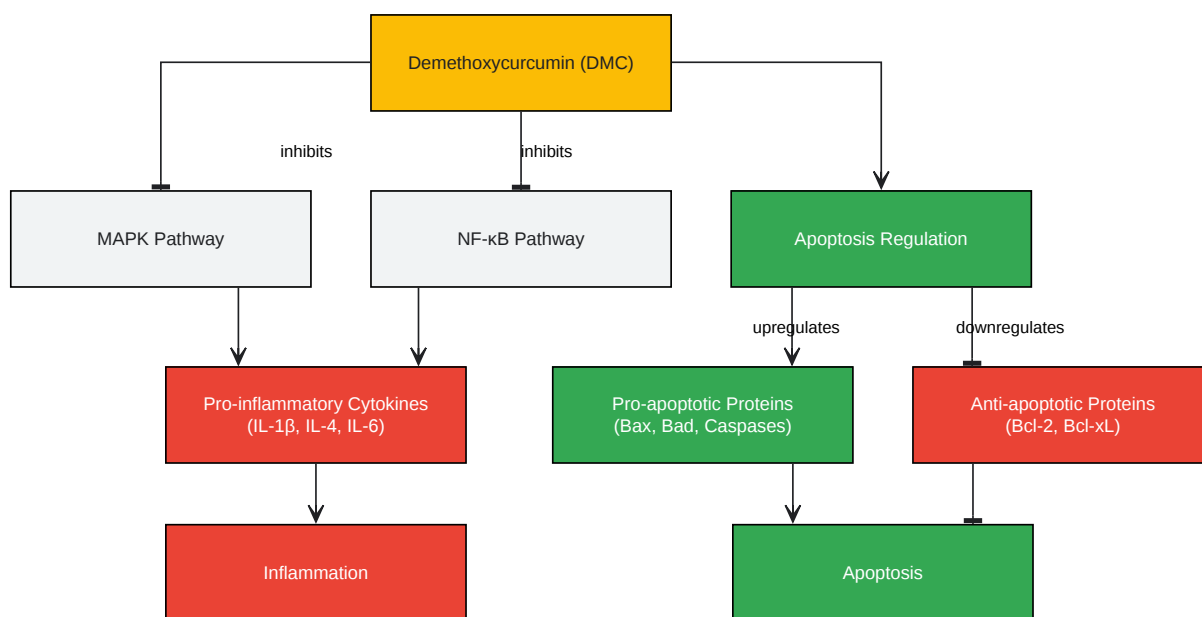 Demethoxycurcumin (DMC)
inhibits
inhibits
MAPK Pathway
NF-κB Pathway
Apoptosis Regulation
upregulates
downregulates
Pro-inflammatory Cytokines
(IL-1β, IL-4, IL-6)
Pro-apoptotic Proteins
(Bax, Bad, Caspases)
Anti-apoptotic Proteins
(Bcl-2, Bcl-xL)
Inflammation
Apoptosis